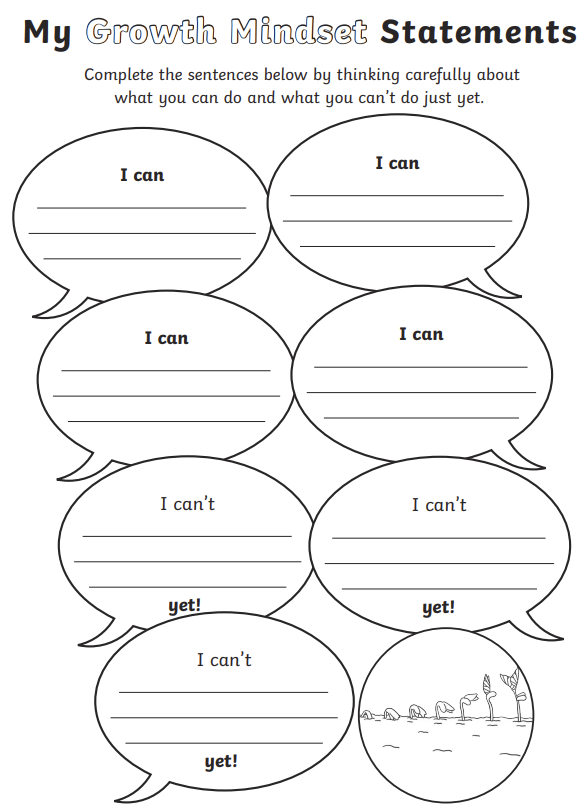 My Growth Mindset Statements
Complete the sentences below by thinking carefully about
what you can do and what you can't do just yet.
I can
I can
I can
I can
I can't
yet!
I can't
yet!
I can't
yet!